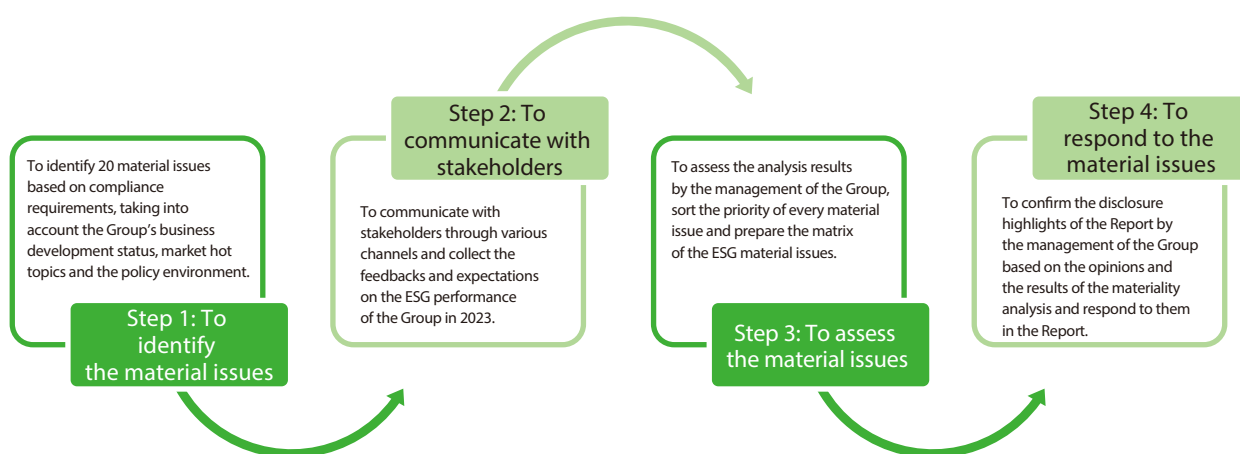 To identify 20 material issues
based on compliance
requirements, taking into
account the Group's business
development status, market hot
topics and the policy environment.
Step 1: To
identify
the material issues
Step 2: To
communicate with
stakeholders
To communicate with
stakeholders through various
channels and collect the
feedbacks and expectations
on the ESG performance
of the Group in 2023.
To assess the analysis results
by the management of the Group,
sort the priority of every material
issue and prepare the matrix
of the ESG material issues.
Step 3: To assess
the material issues
Step 4: To
respond to the
material issues
To confirm the disclosure
highlights of the Report by
the management of the Group
based on the opinions and
the results of the materiality
analysis and respond to them
in the Report.